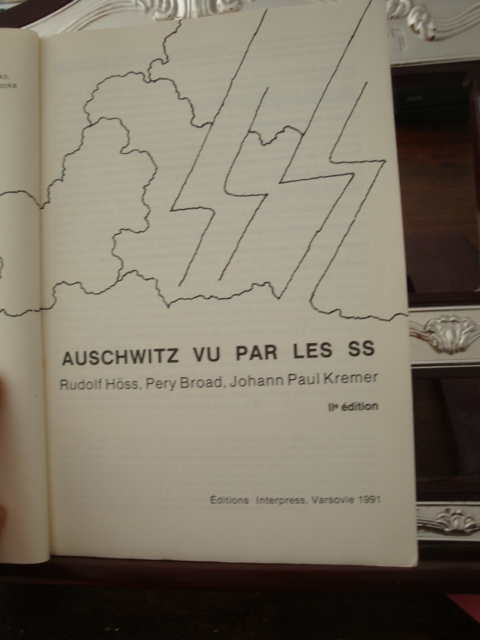 AUSCHWITZ VU PAR LES SS
Rudolf Höss, Pery Broad, Johann Paul Kremer
IIe édition
Éditions Interpress, Varsovie 1991